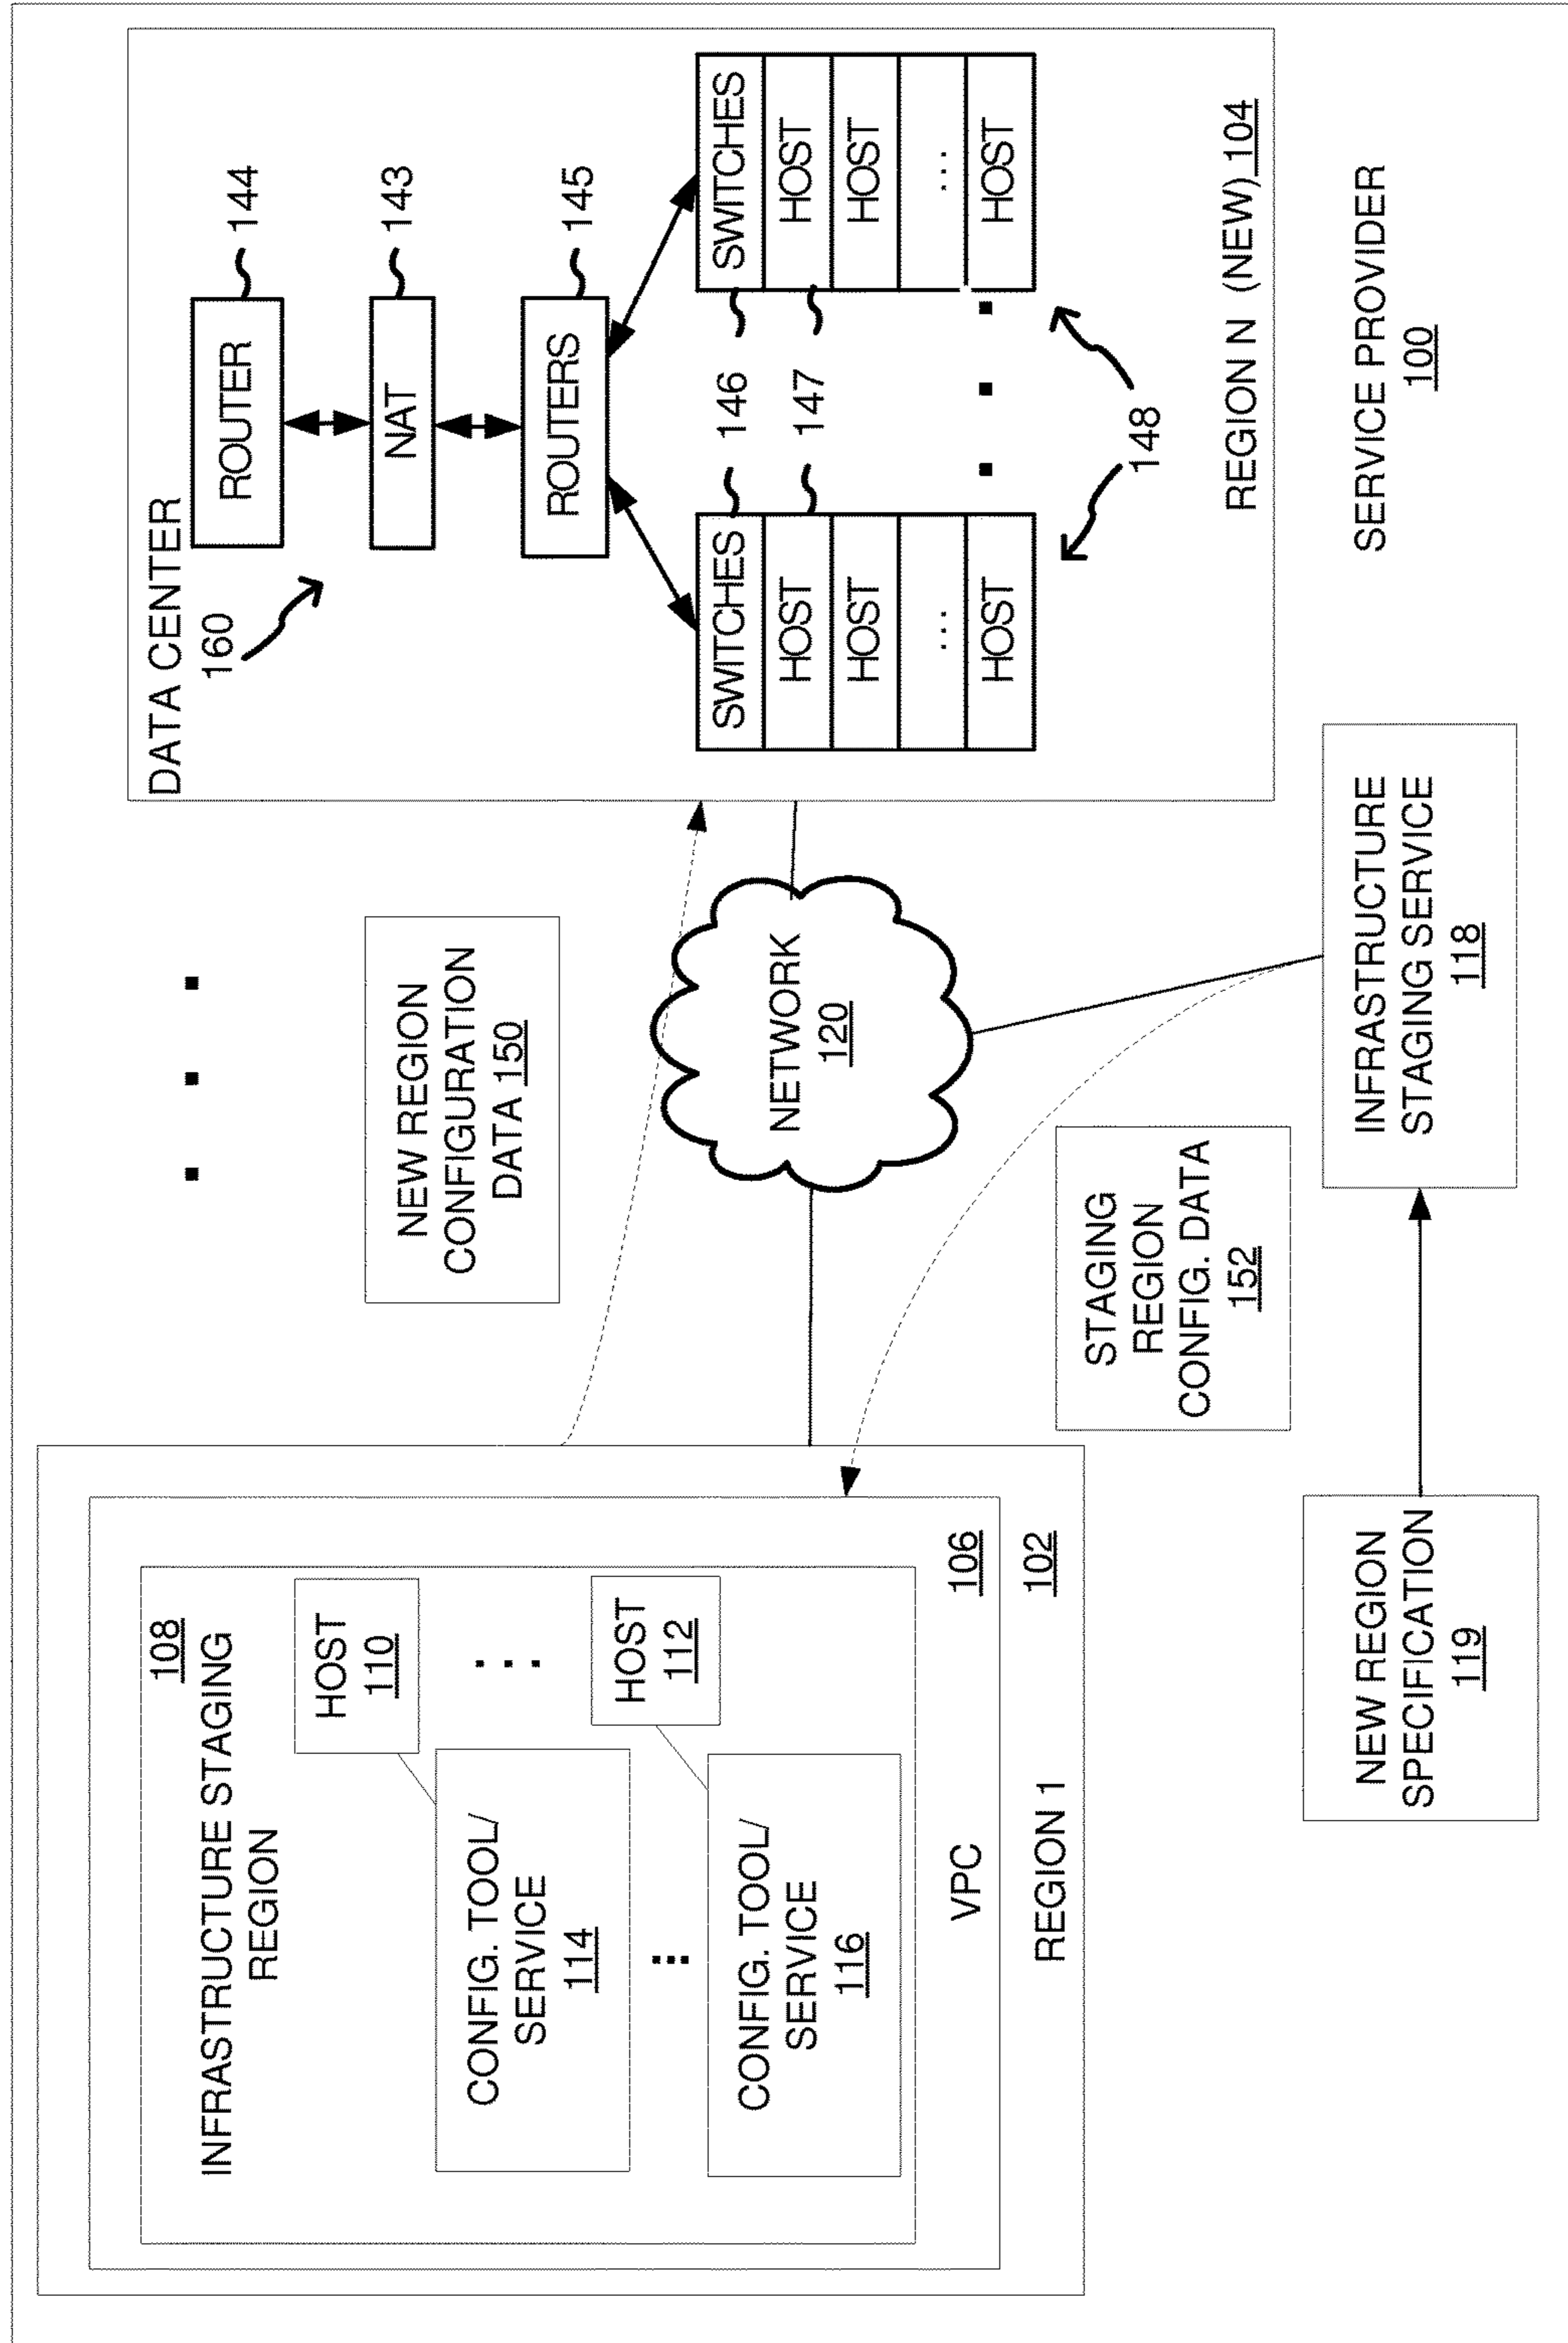 108
INFRASTRUCTURE STAGING
REGION
HOST
110
. . .
HOST
112
CONFIG. TOOL/
SERVICE
114
...
CONFIG. TOOL/
SERVICE
116
VPC
106
REGION 1
102
NEW REGION
CONFIGURATION
DATA 150
NETWORK
120
STAGING
REGION
CONFIG. DATA
152
NEW REGION
SPECIFICATION
119
INFRASTRUCTURE
STAGING SERVICE
118
DATA CENTER
160
ROUTER
144
NAT
143
ROUTERS
145
SWITCHES
HOST
HOST
...
HOST
146
147
SWITCHES
HOST
HOST
...
HOST
148
REGION N (NEW) 104
SERVICE PROVIDER
100